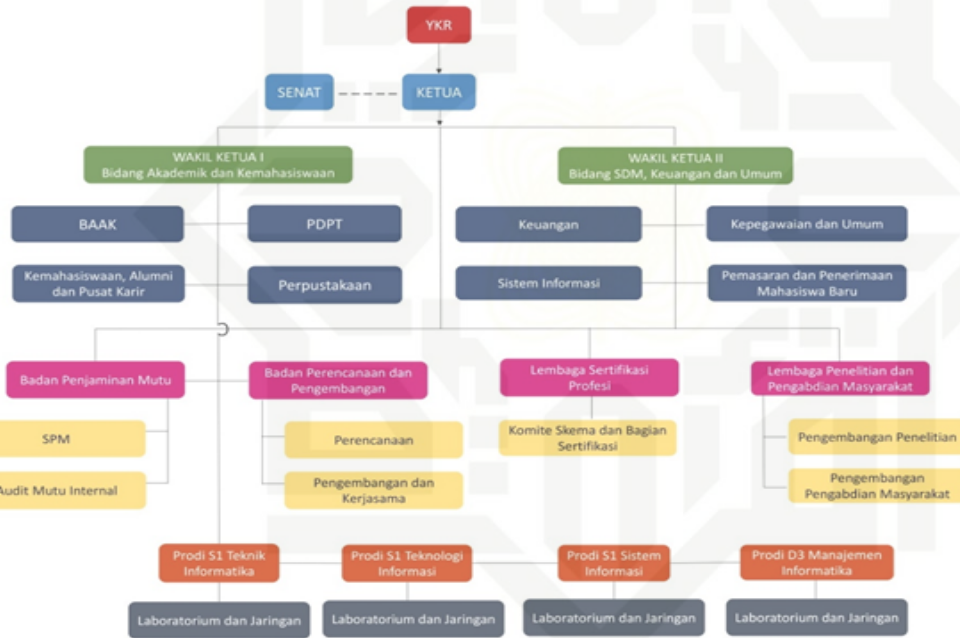 YKR
SENAT
KETUA
WAKIL KETUA I
Bidang Akademik dan Kemahasiswaan
WAKIL KETUA II
Bidang SDM, Keuangan dan Umum
BAAK
PDPT
Keuangan
Kepegawaian dan Umum
Kemahasiswaan, Alumni
dan Pusat Karir
Perpustakaan
Sistem Informasi
Pemasaran dan Penerimaan
Mahasiswa Baru
Badan Penjaminan Mutu
Badan Perencanaan dan
Pengembangan
Lembaga Sertifikasi
Profesi
Lembaga Penelitian dan
Pengabdian Masyarakat
SPM
Perencanaan
Komite Skema dan Bagian
Sertifikasi
Pengembangan Penelitian
Audit Mutu Internal
Pengembangan dan
Kerjasama
Pengembangan
Pengabdian Masyarakat
Prodi S1 Teknik
Informatika
Prodi S1 Teknologi
Informasi
Prodi S1 Sistem
Informasi
Prodi D3 Manajemen
Informatika
Laboratorium dan Jaringan
Laboratorium dan Jaringan
Laboratorium dan Jaringan
Laboratorium dan Jaringan